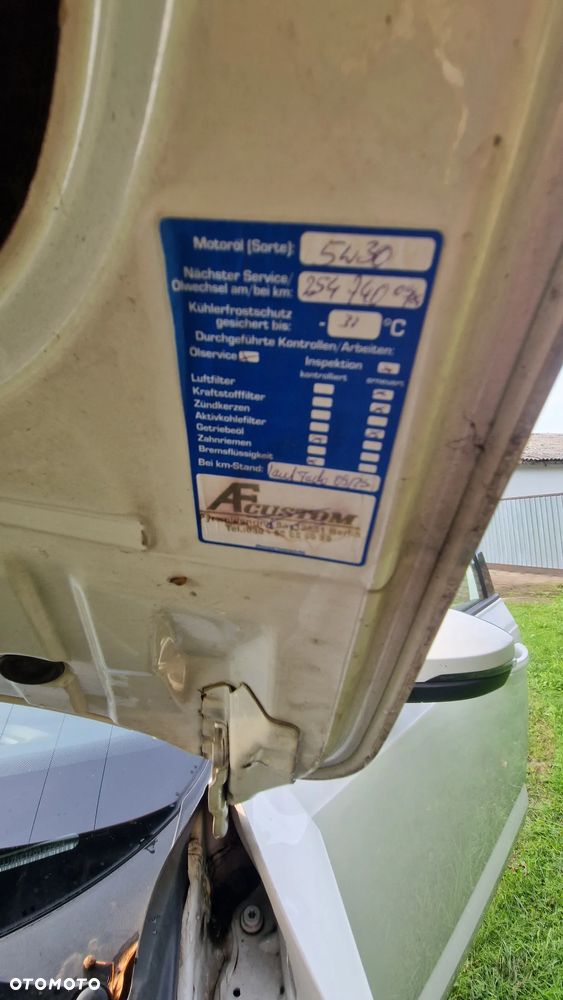 Motoröl (Sorte): 5W30
Nächster Service/
Ölwechsel am/bei km: 254 740
Kühlerfrostschutz
gesichert bis: - °C
Durchgeführte Kontrollen/Arbeiten:
Ölservice Inspektion
kontrolliert erneuert
Luftfilter
Kraftstofffilter
Zündkerzen
Aktivkohlefilter
Getriebeöl
Zahnriemen
Bremsflüssigkeit
Bei km-Stand:
AF CUSTOM
Berlin
OTOMOTO